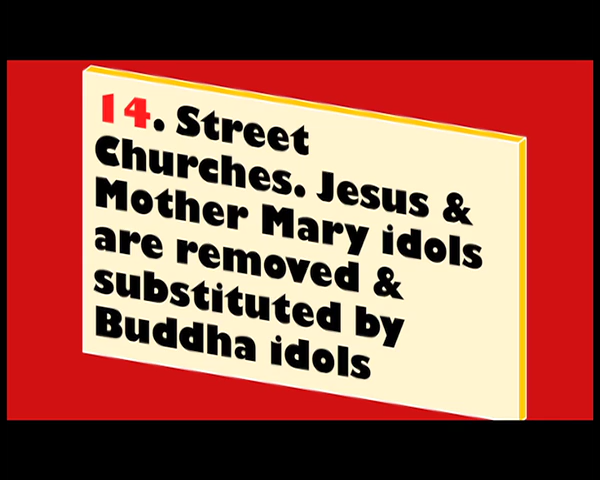 14. Street
Churches. Jesus &
Mother Mary idols
are removed &
substituted by
Buddha idols